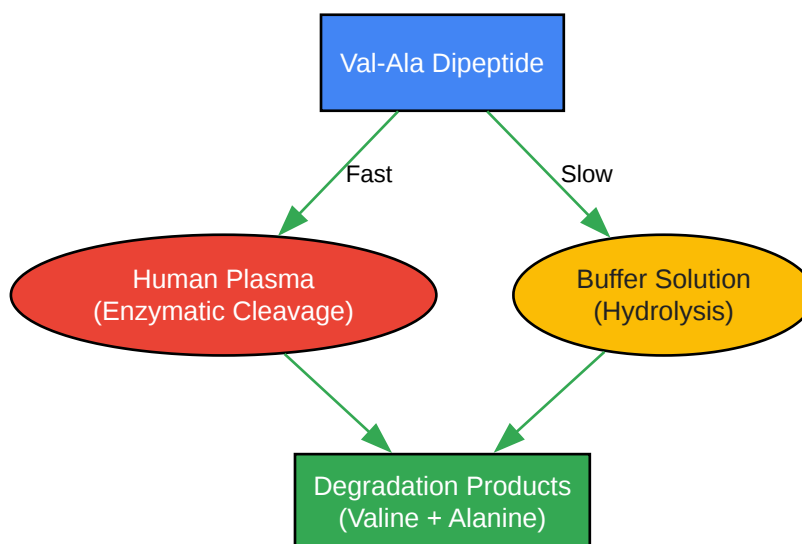 Val-Ala Dipeptide
Fast
Slow
Human Plasma
(Enzymatic Cleavage)
Buffer Solution
(Hydrolysis)
Degradation Products
(Valine + Alanine)